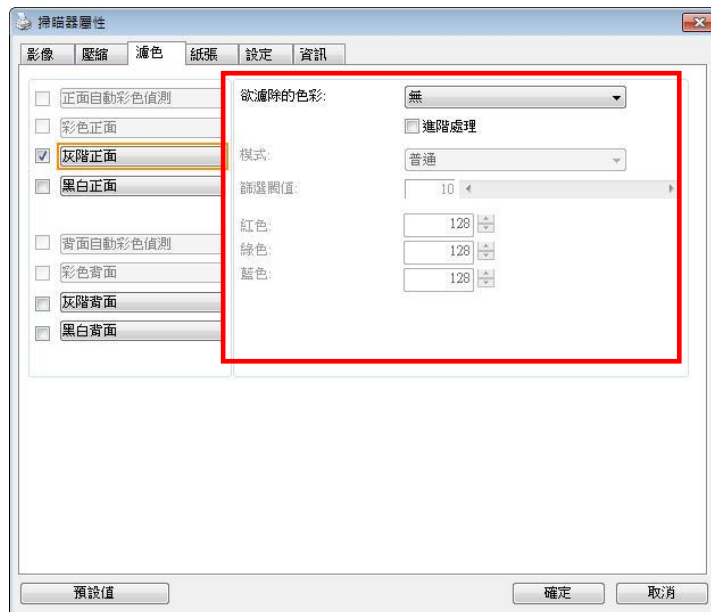 掃瞄器屬性
影像 壓縮 濾色 紙張 設定 資訊
正面自動彩色偵測
彩色正面
灰階正面
黑白正面
背面自動彩色偵測
彩色背面
灰階背面
黑白背面
欲濾除的色彩: 無
進階處理
模式: 普通
篩選閥值: 10
紅色: 128
綠色: 128
藍色: 128
預設值 確定 取消